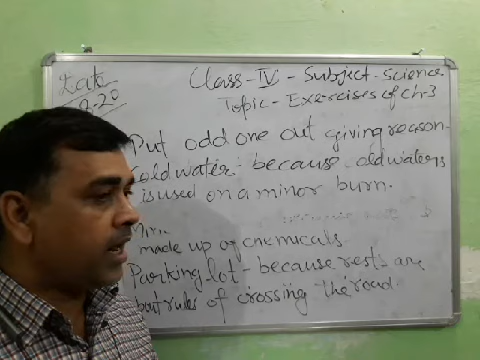 Date
9-20
Class-IV-Subject-Science
Topic-Exercises of Ch-3
Put odd one out giving reason.
Cold water- because cold water is
is used on a minor burn.
made up of chemicals.
Parking lot - because rests are
about rules of crossing the road.